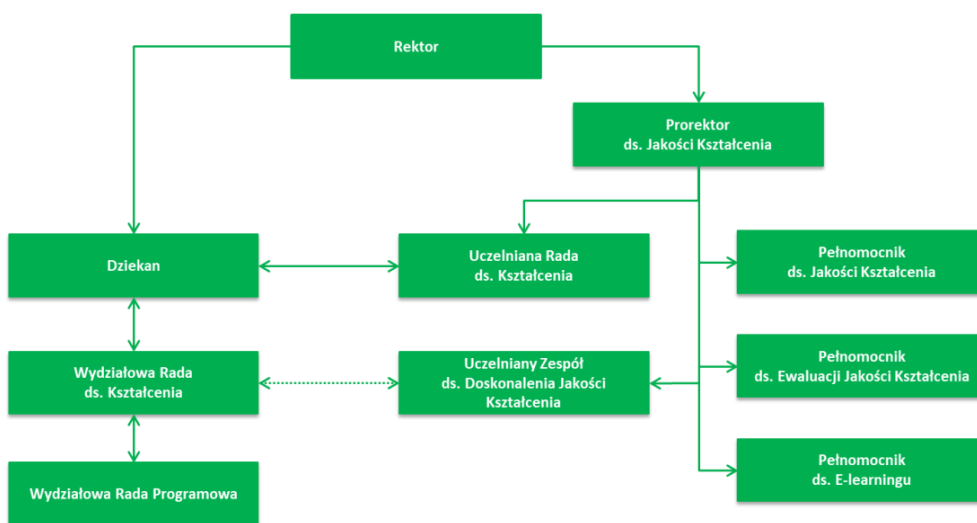 Rektor
Prorektor
ds. Jakości Kształcenia
Dziekan
Uczelniana Rada
ds. Kształcenia
Pełnomocnik
ds. Jakości Kształcenia
Wydziałowa Rada
ds. Kształcenia
Uczelniany Zespół
ds. Doskonalenia Jakości
Kształcenia
Pełnomocnik
ds. Ewaluacji Jakości Kształcenia
Wydziałowa Rada Programowa
Pełnomocnik
ds. E-learningu